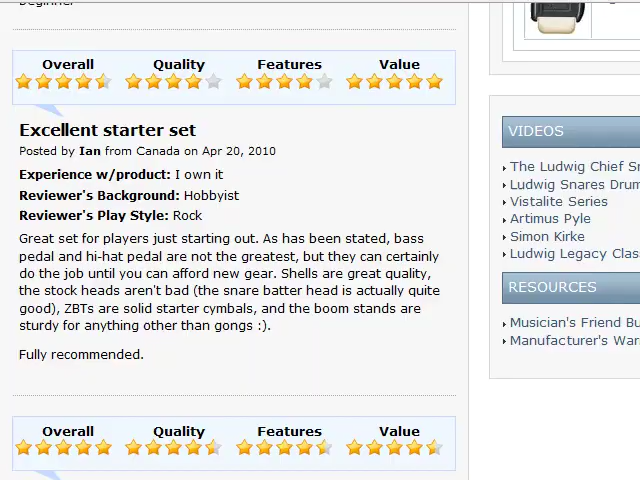 Overall Quality Features Value
Excellent starter set
Posted by Ian from Canada on Apr 20, 2010
Experience w/product: I own it
Reviewer's Background: Hobbyist
Reviewer's Play Style: Rock
Great set for players just starting out. As has been stated, bass
pedal and hi-hat pedal are not the greatest, but they can certainly
do the job until you can afford new gear. Shells are great quality,
the stock heads aren't bad (the snare batter head is actually quite
good), ZBTs are solid starter cymbals, and the boom stands are
sturdy for anything other than gongs :).
Fully recommended.
Overall Quality Features Value
VIDEOS
The Ludwig Chief Sn
Ludwig Snares Drum
Vistalite Series
Artimus Pyle
Simon Kirke
Ludwig Legacy Clas
RESOURCES
Musician's Friend Bu
Manufacturer's War